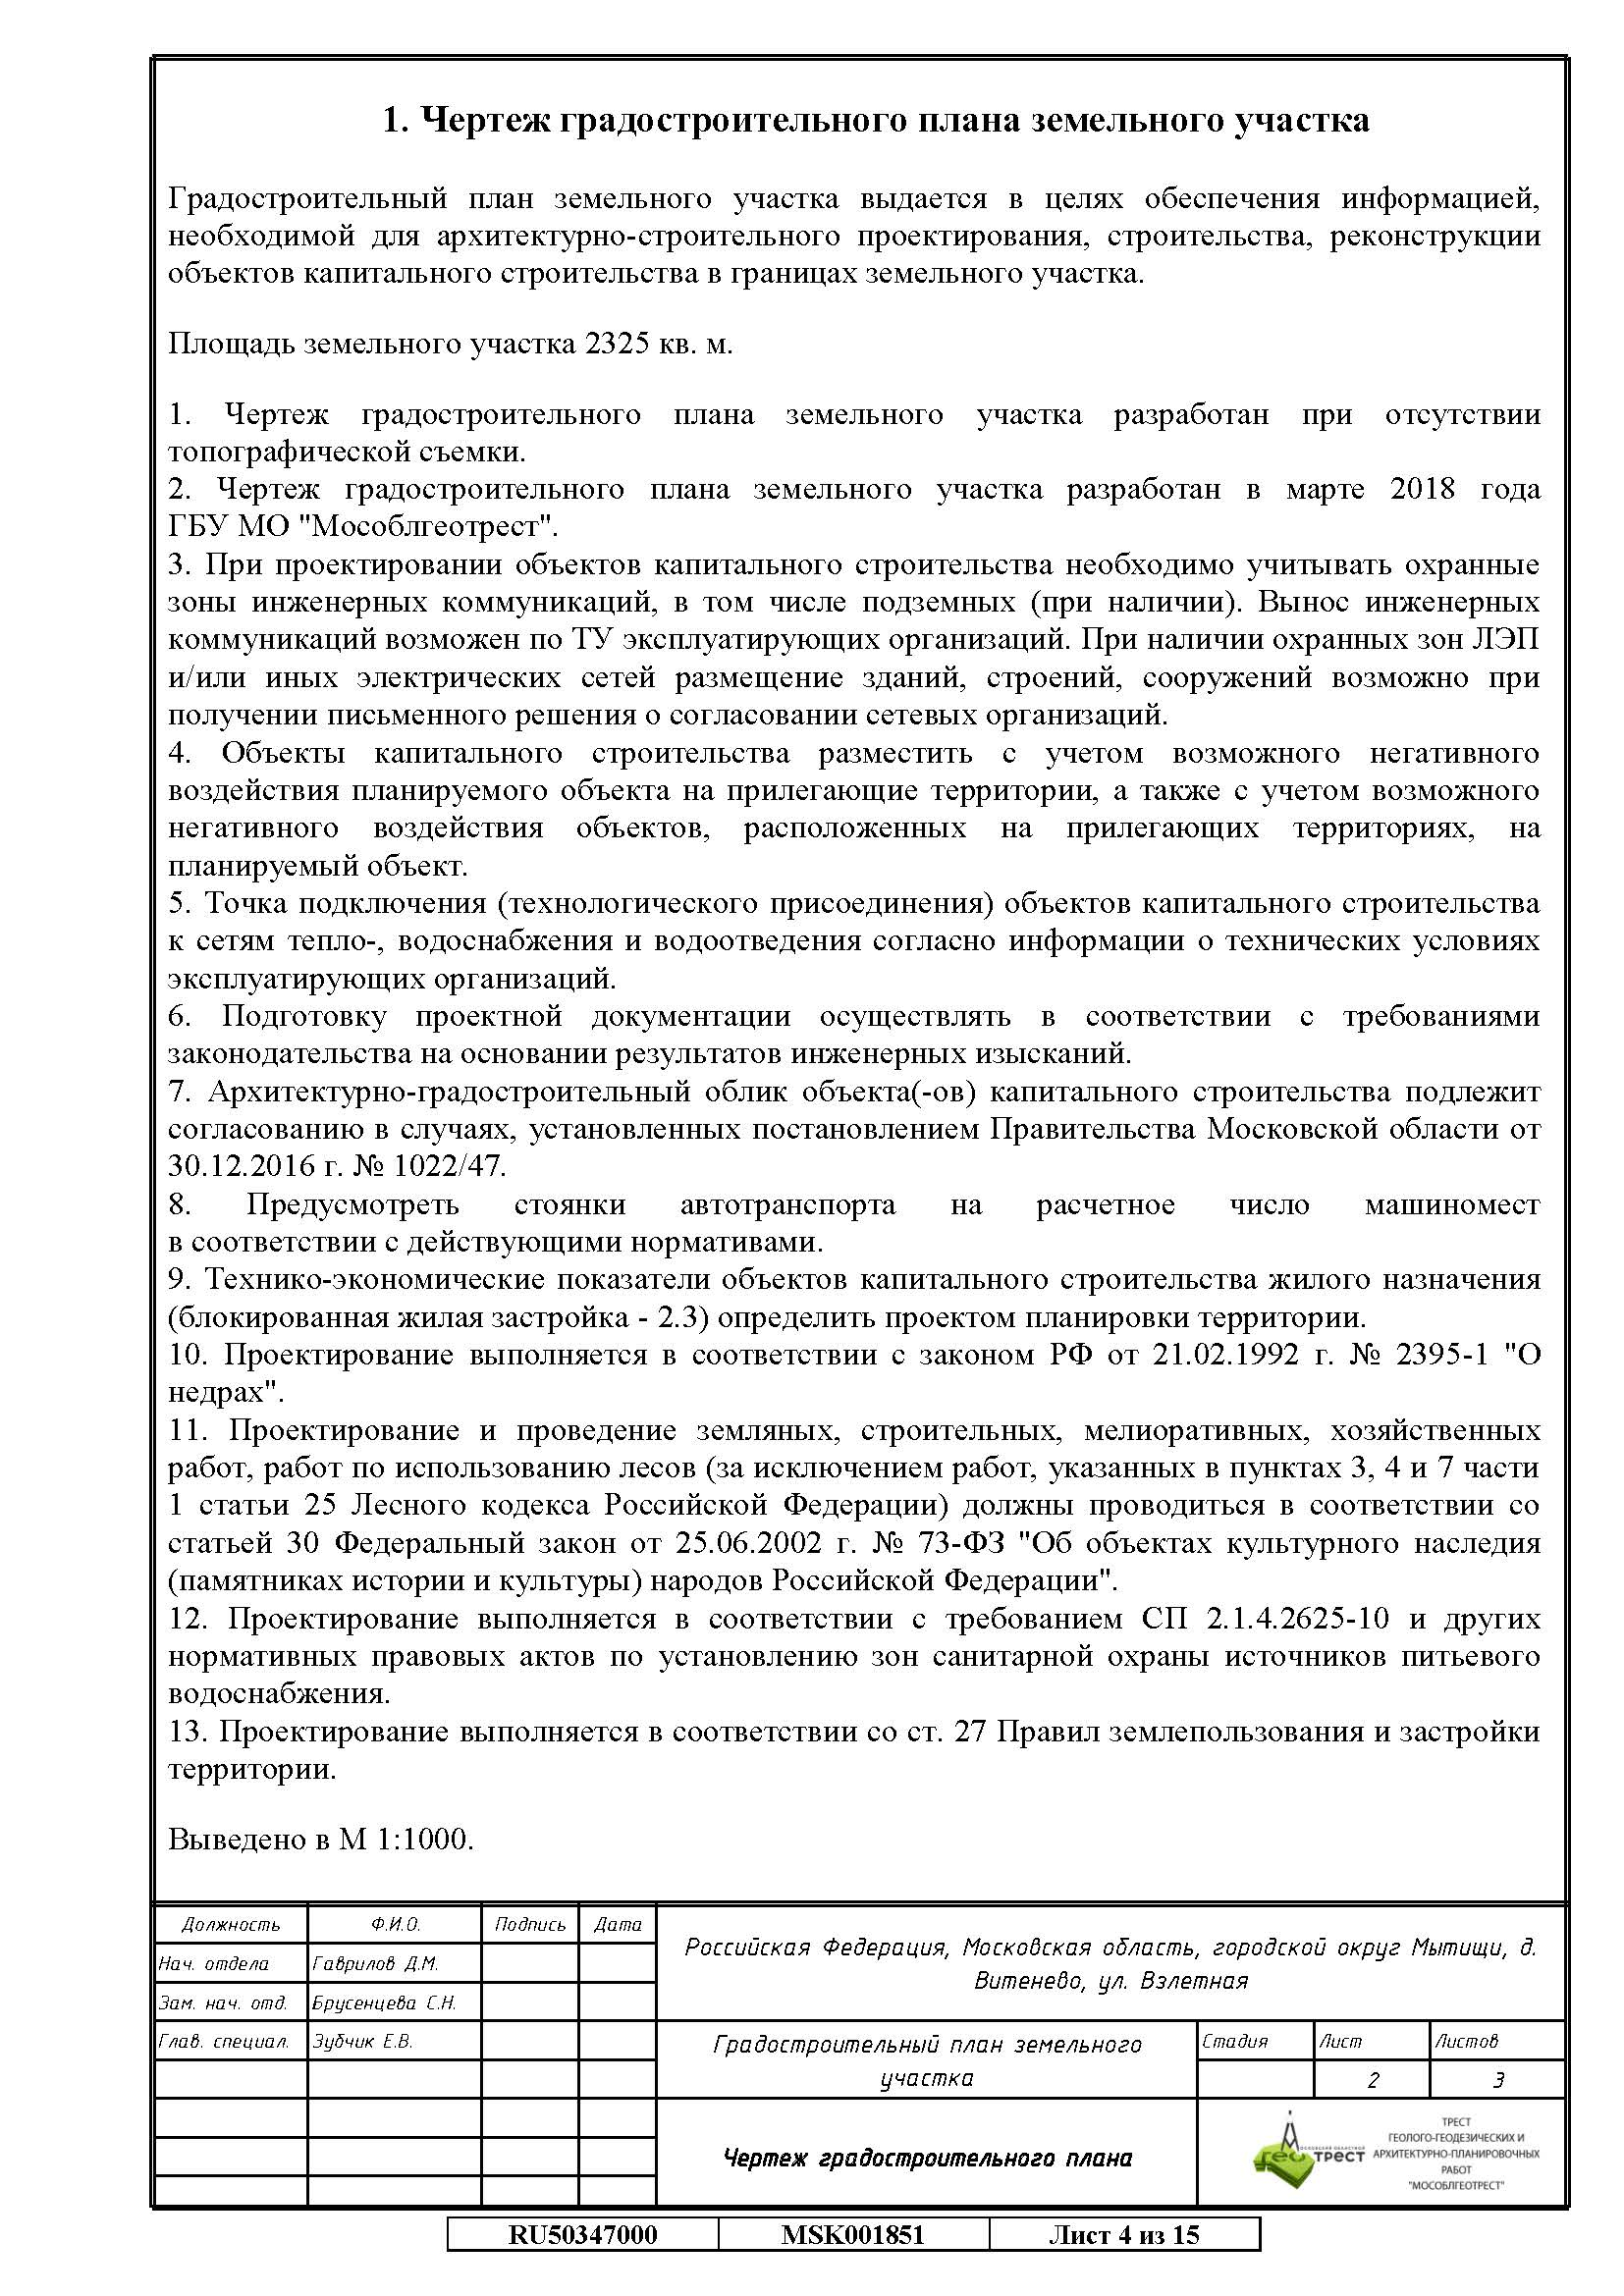 1. Чертеж градостроительного плана земельного участка
Градостроительный план земельного участка выдается в целях обеспечения информацией,
необходимой для архитектурно-строительного проектирования, строительства, реконструкции
объектов капитального строительства в границах земельного участка.
Площадь земельного участка 2325 кв. м.
1. Чертеж градостроительного плана земельного участка разработан при отсутствии
топографической съемки.
2. Чертеж градостроительного плана земельного участка разработан в марте 2018 года
ГБУ МО "Мособлгеотрест".
3. При проектировании объектов капитального строительства необходимо учитывать охранные
зоны инженерных коммуникаций, в том числе подземных (при наличии). Вынос инженерных
коммуникаций возможен по ТУ эксплуатирующих организаций. При наличии охранных зон ЛЭП
и/или иных электрических сетей размещение зданий, строений, сооружений возможно при
получении письменного решения о согласовании сетевых организаций.
4. Объекты капитального строительства разместить с учетом возможного негативного
воздействия планируемого объекта на прилегающие территории, а также с учетом возможного
негативного воздействия объектов, расположенных на прилегающих территориях, на
планируемый объект.
5. Точка подключения (технологического присоединения) объектов капитального строительства
к сетям тепло-, водоснабжения и водоотведения согласно информации о технических условиях
эксплуатирующих организаций.
6. Подготовку проектной документации осуществлять в соответствии с требованиями
законодательства на основании результатов инженерных изысканий.
7. Архитектурно-градостроительный облик объекта(-ов) капитального строительства подлежит
согласованию в случаях, установленных постановлением Правительства Московской области от
30.12.2016 г. № 1022/47.
8. Предусмотреть стоянки автотранспорта на расчетное число машиномест
в соответствии с действующими нормативами.
9. Технико-экономические показатели объектов капитального строительства жилого назначения
(блокированная жилая застройка - 2.3) определить проектом планировки территории.
10. Проектирование выполняется в соответствии с законом РФ от 21.02.1992 г. № 2395-1 "О
недрах".
11. Проектирование и проведение земляных, строительных, мелиоративных, хозяйственных
работ, работ по использованию лесов (за исключением работ, указанных в пунктах 3, 4 и 7 части
1 статьи 25 Лесного кодекса Российской Федерации) должны проводиться в соответствии со
статьей 30 Федеральный закон от 25.06.2002 г. № 73-ФЗ "Об объектах культурного наследия
(памятниках истории и культуры) народов Российской Федерации".
12. Проектирование выполняется в соответствии с требованием СП 2.1.4.2625-10 и других
нормативных правовых актов по установлению зон санитарной охраны источников питьевого
водоснабжения.
13. Проектирование выполняется в соответствии со ст. 27 Правил землепользования и застройки
территории.
Выведено в М 1:1000.
Должность Ф.И.О. Подпись Дата
Нач. отдела Гаврилов Д.М.
Зам. нач. отд. Брусенцева С.Н.
Глав. специал. Зубчик Е.В.
Российская Федерация, Московская область, городской округ Мытищи, д.
Витенево, ул. Взлетная
Градостроительный план земельного
участка
Стадия Лист Листов
2 3
Чертеж градостроительного плана
МОСКОВСКИЙ ОБЛАСТНОЙ
ГЕО ТРЕСТ
ТРЕСТ
ГЕОЛОГО-ГЕОДЕЗИЧЕСКИХ И
АРХИТЕКТУРНО-ПЛАНИРОВОЧНЫХ
РАБОТ
"МОСОБЛГЕОТРЕСТ"
RU50347000 MSK001851 Лист 4 из 15